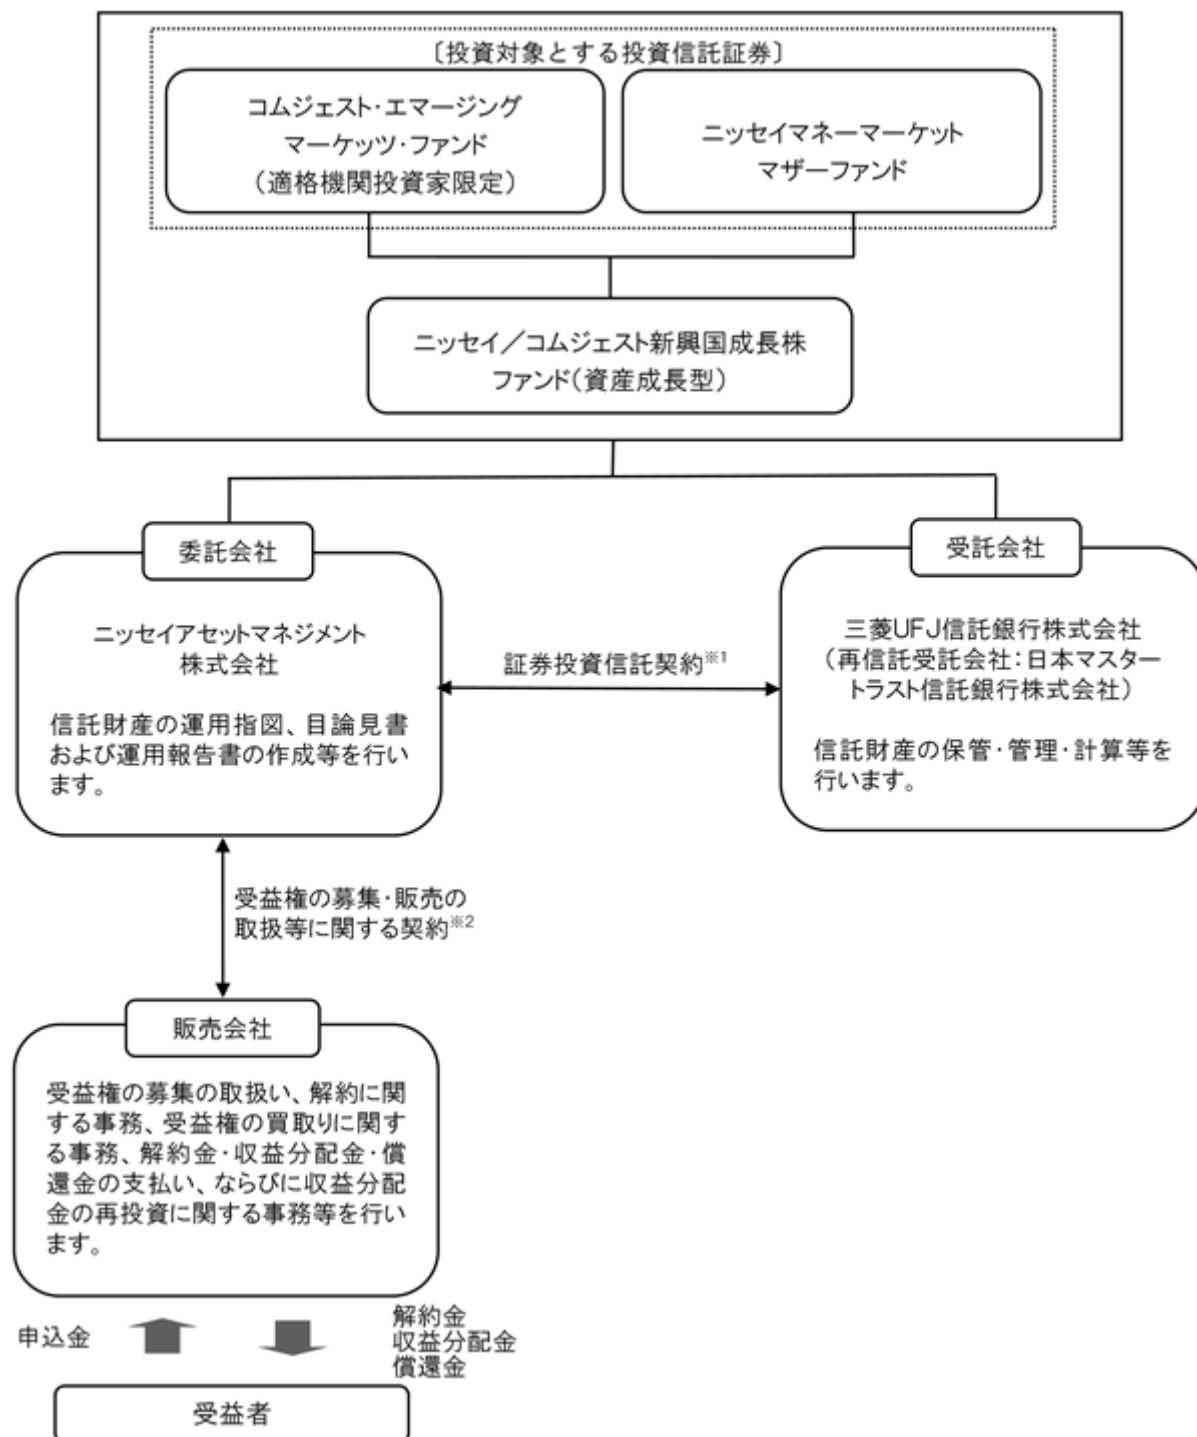 〔投資対象とする投資信託証券〕
コムジェスト・エマージング
マーケッツ・ファンド
（適格機関投資家限定）
ニッセイマネーマーケット
マザーファンド
ニッセイ／コムジェスト新興国成長株
ファンド（資産成長型）
委託会社
ニッセイアセットマネジメント
株式会社
信託財産の運用指図、目論見書
および運用報告書の作成等を行い
ます。
証券投資信託契約※1
受託会社
三菱UFJ信託銀行株式会社
（再信託受託会社：日本マスター
トラスト信託銀行株式会社）
信託財産の保管・管理・計算等を
行います。
受益権の募集・販売の
取扱等に関する契約※2
販売会社
受益権の募集の取扱い、解約に関
する事務、受益権の買取りに関す
る事務、解約金・収益分配金・償
還金の支払い、ならびに収益分配
金の再投資に関する事務等を行い
ます。
申込金
解約金
収益分配金
償還金
受益者